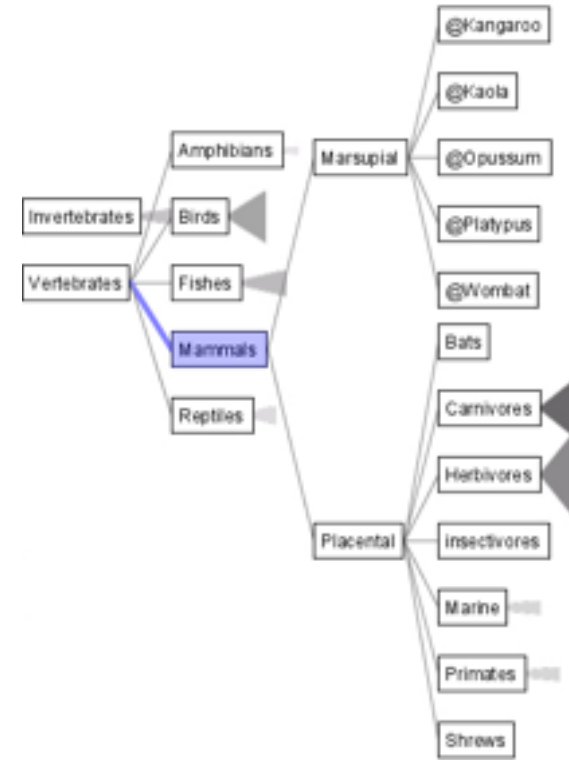 Invertebrates
Vertebrates
Amphibians
Birds
Fishes
Mammals
Reptiles
Marsupial
Placental
@Kangaroo
@Kaola
@Opussum
@Platypus
@Wombat
Bats
Carnivores
Herbivores
insectivores
Marine
Primates
Shrews